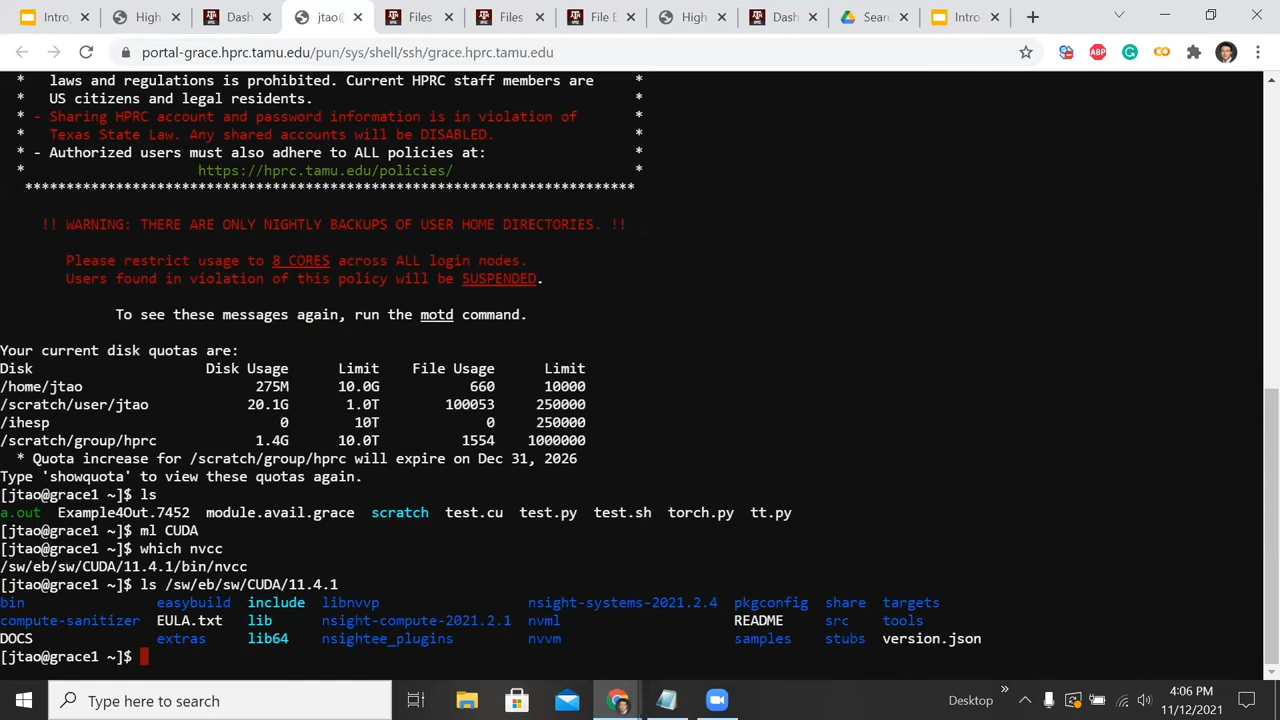 Intro
High
Dash
jtao@
Files
Files
File E
High
Dash
Sear
Intro
portal-grace.hprc.tamu.edu/pun/sys/shell/ssh/grace.hprc.tamu.edu
ABP
* laws and regulations is prohibited. Current HPRC staff members are *
* US citizens and legal residents. *
* - Sharing HPRC account and password information is in violation of *
* Texas State Law. Any shared accounts will be DISABLED. *
* - Authorized users must also adhere to ALL policies at: *
* https://hprc.tamu.edu/policies/ *
**************************************************************************
!! WARNING: THERE ARE ONLY NIGHTLY BACKUPS OF USER HOME DIRECTORIES. !!
Please restrict usage to 8 CORES across ALL login nodes.
Users found in violation of this policy will be SUSPENDED.
To see these messages again, run the motd command.
Your current disk quotas are:
Disk Disk Usage Limit File Usage Limit
/home/jtao 275M 10.0G 660 10000
/scratch/user/jtao 20.1G 1.0T 100053 250000
/ihesp 0 10T 0 250000
/scratch/group/hprc 1.4G 10.0T 1554 1000000
* Quota increase for /scratch/group/hprc will expire on Dec 31, 2026
Type 'showquota' to view these quotas again.
[jtao@grace1 ~]$ ls
a.out Example4Out.7452 module.avail.grace scratch test.cu test.py test.sh torch.py tt.py
[jtao@grace1 ~]$ ml CUDA
[jtao@grace1 ~]$ which nvcc
/sw/eb/sw/CUDA/11.4.1/bin/nvcc
[jtao@grace1 ~]$ ls /sw/eb/sw/CUDA/11.4.1
bin easybuild include libnvvp nsight-systems-2021.2.4 pkgconfig share targets
compute-sanitizer EULA.txt lib nsight-compute-2021.2.1 nvml README src tools
DOCS extras lib64 nsightee_plugins nvvm samples stubs version.json
[jtao@grace1 ~]$
Type here to search
Desktop
4:06 PM
11/12/2021